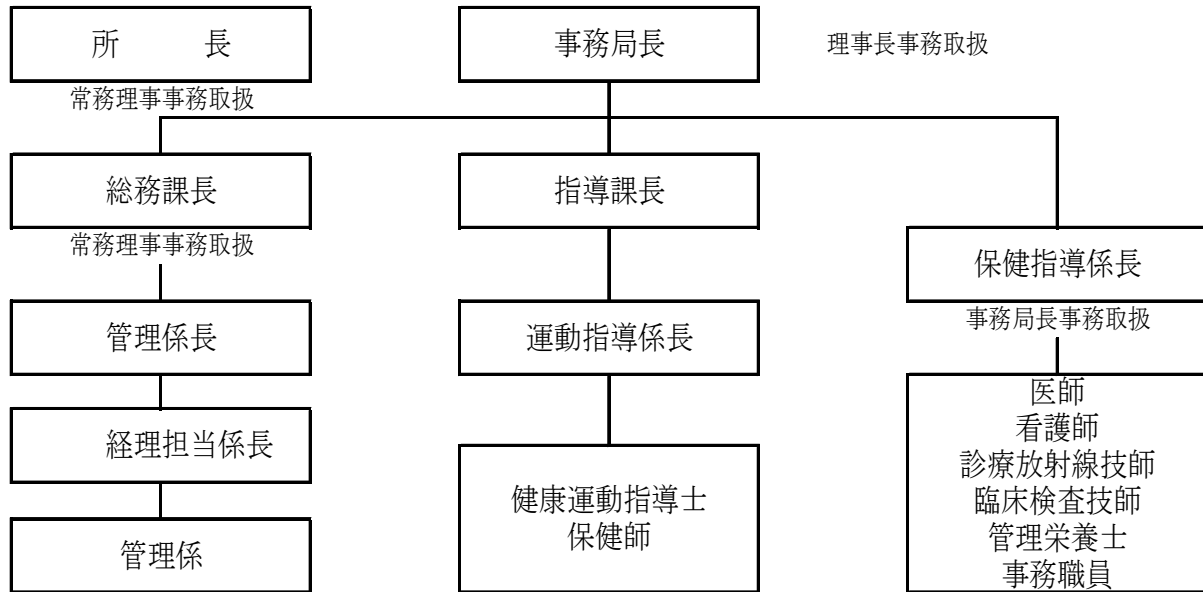 所　　　長
事務局長
理事長事務取扱
常務理事事務取扱
総務課長
指導課長
常務理事事務取扱
保健指導係長
管理係長
運動指導係長
事務局長事務取扱
経理担当係長
健康運動指導士
保健師
医師
看護師
診療放射線技師
臨床検査技師
管理栄養士
事務職員
管理係